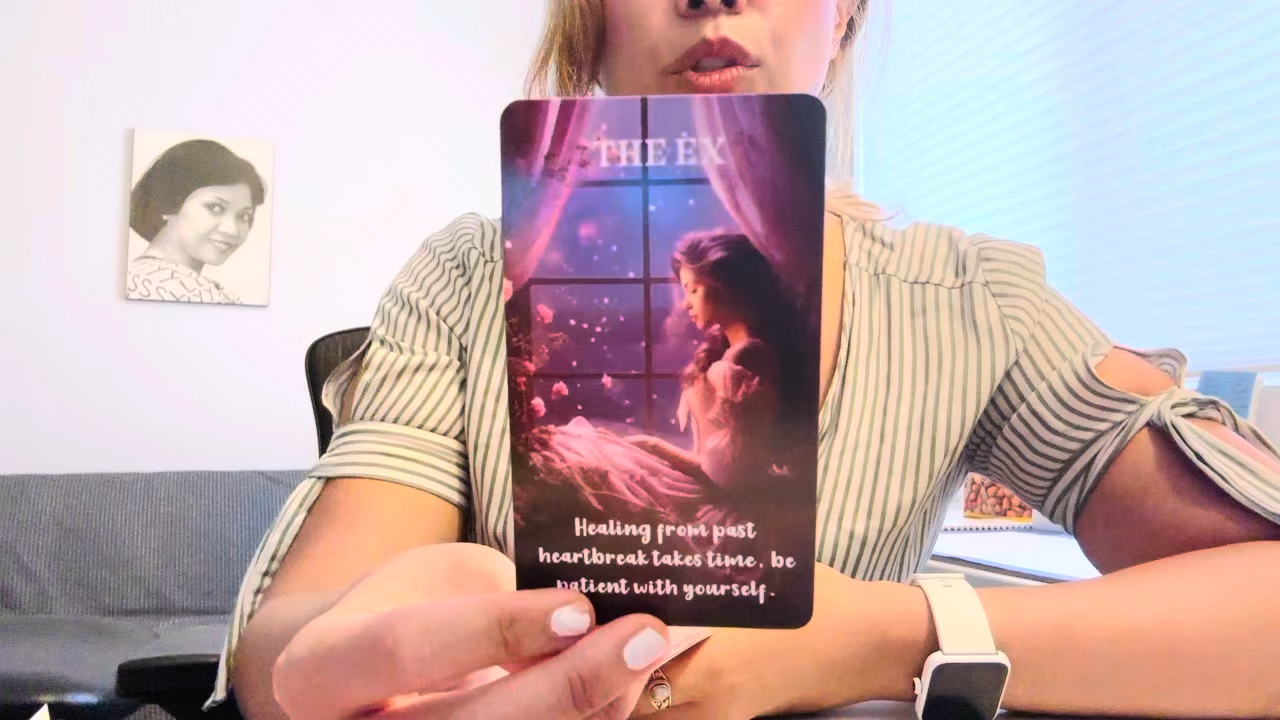 THE EX
Healing from past
heartbreak takes time, be
patient with yourself.